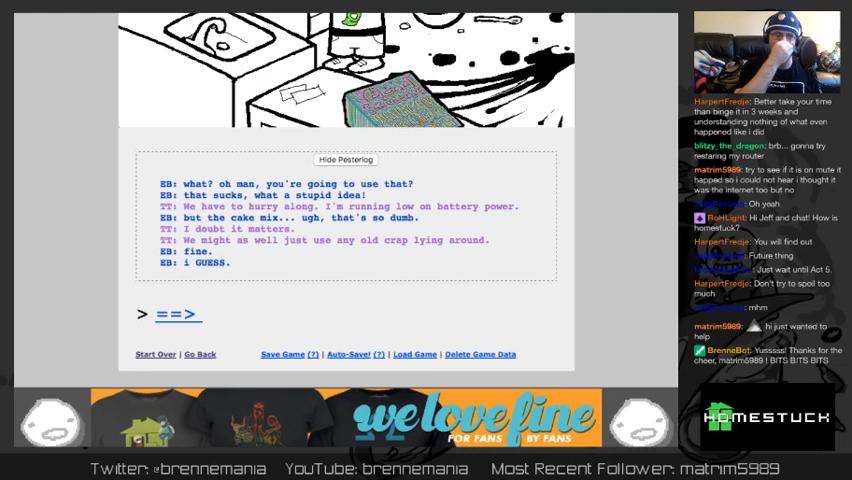 Hide Pesterlog
EB: what? oh man, you're going to use that?
EB: that sucks, what a stupid idea!
TT: We have to hurry along. I'm running low on battery power.
EB: but the cake mix... ugh, that's so dumb.
TT: I doubt it matters.
TT: We might as well just use any old crap lying around.
EB: fine.
EB: i GUESS.
> ==>
Start Over | Go Back
Save Game (?) | Auto-Save! (?) | Load Game | Delete Game Data
welovefine
FOR FANS BY FANS
HarpertFredje: Better take your time
than binge it in 3 weeks and
understanding nothing of what even
happened like i did
blitzy_the_dragon: brb... gonna try
restaring my router
matrim5989: try to see if it is on mute it
happed so i could not hear i thought it
was the internet too but no
Oh yeah
RoHLight: Hi Jeff and chat! How is
homestuck?
HarpertFredje: You will find out
Future thing
Just wait until Act 5.
HarpertFredje: Don't try to spoil too
much
mhm
matrim5989: hi just wanted to
help
BrenneBot: Yusssss! Thanks for the
cheer, matrim5989 ! BITS BITS BITS
HOMESTUCK
Twitter: @brennemania YouTube: brennemania Most Recent Follower: matrim5989